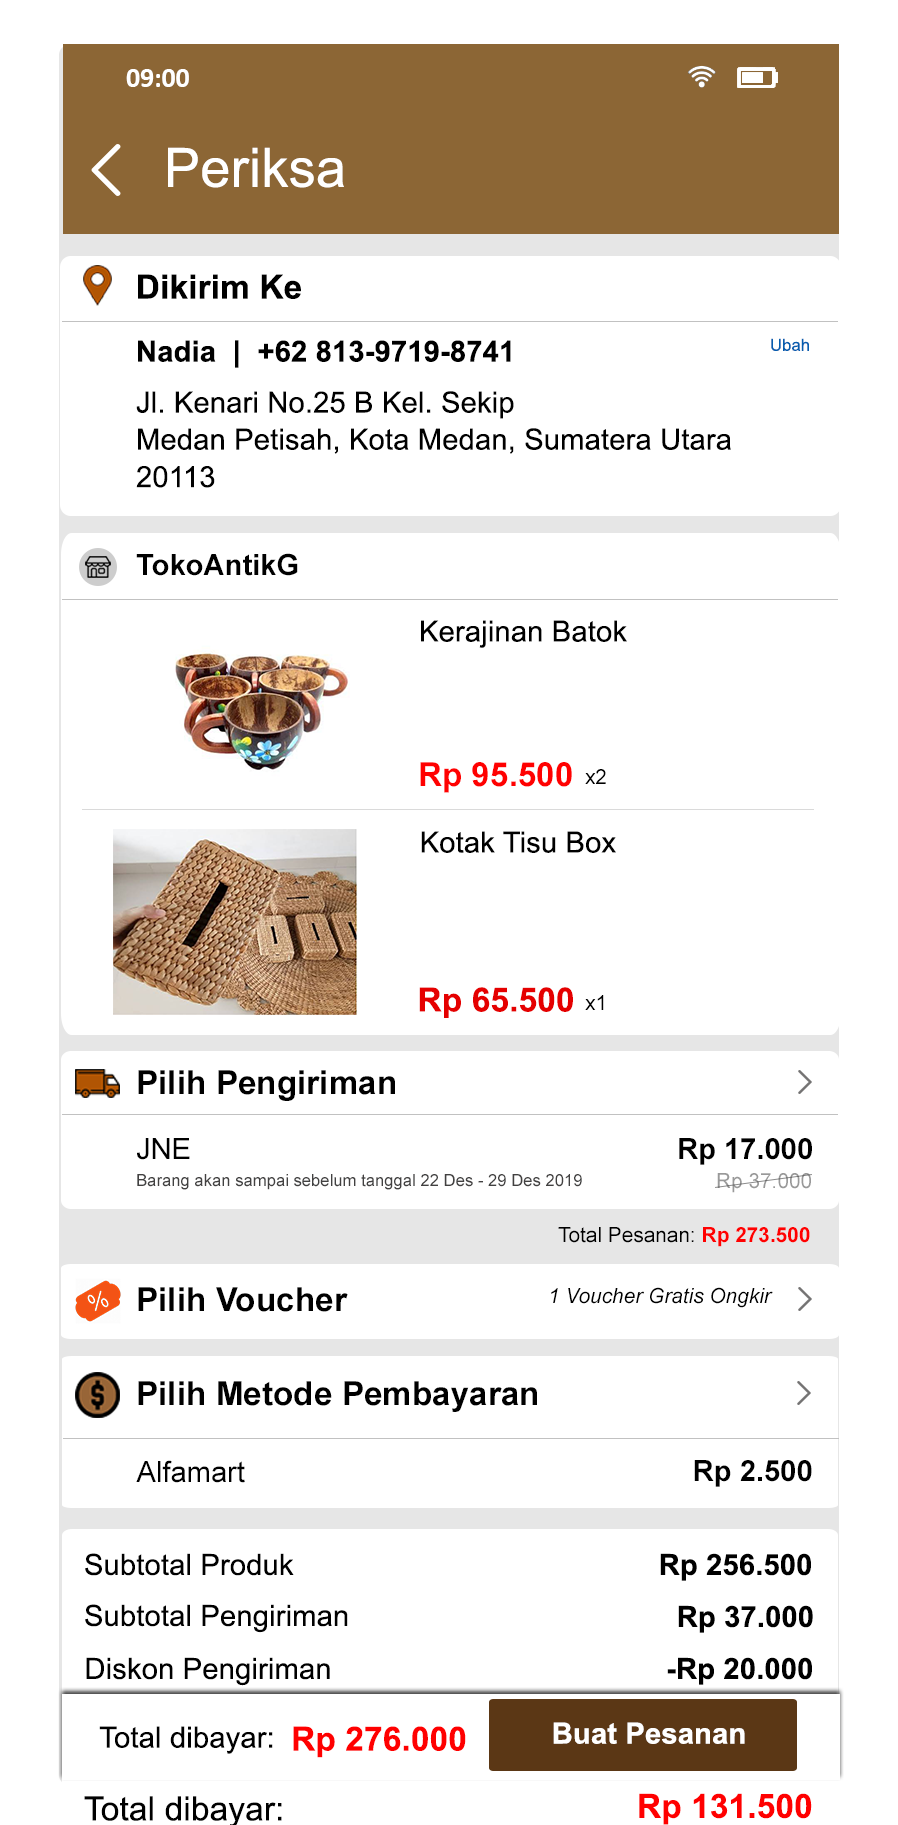 09:00
Periksa
Dikirim Ke
Nadia | +62 813-9719-8741
Ubah
Jl. Kenari No.25 B Kel. Sekip
Medan Petisah, Kota Medan, Sumatera Utara
20113
TokoAntikG
Kerajinan Batok
Rp 95.500 x2
Kotak Tisu Box
Rp 65.500 x1
Pilih Pengiriman
JNE Rp 17.000
Barang akan sampai sebelum tanggal 22 Des - 29 Des 2019 Rp 37.000
Total Pesanan: Rp 273.500
%
Pilih Voucher 1 Voucher Gratis Ongkir
$
Pilih Metode Pembayaran
Alfamart Rp 2.500
Subtotal Produk Rp 256.500
Subtotal Pengiriman Rp 37.000
Diskon Pengiriman -Rp 20.000
Total dibayar: Rp 276.000 Buat Pesanan
Total dibayar: Rp 131.500